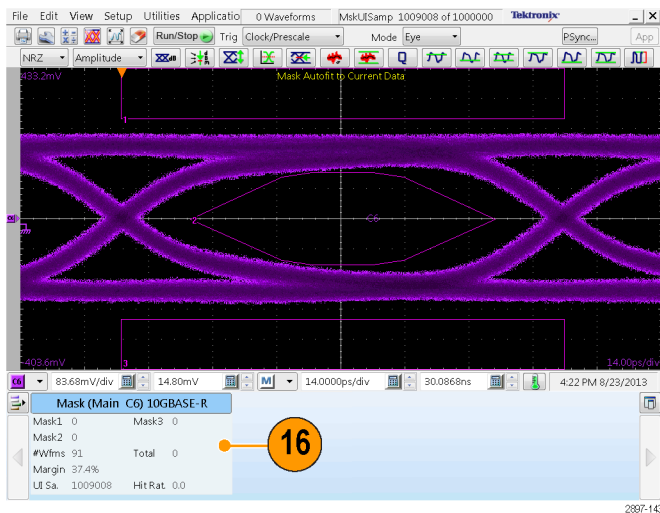 File Edit View Setup Utilities Applicatio 0 Waveforms MskUISamp 1009008 of 1000000 Tektronix
Run/Stop Trig Clock/Prescale Mode Eye PSync... App
NRZ Amplitude
433.2mV Mask Autofit to Current Data
1
2 C6
-403.6mV 3 14.00ps/div
C6 83.68mV/div 14.80mV M 14.0000ps/div 30.0868ns 4:22 PM 8/23/2013
Mask (Main C6) 10GBASE-R
Mask1 0 Mask3 0
Mask2 0
#Wfms 91 Total 0
Margin 37.4%
UI Sa. 1009008 Hit Rat. 0.0
16
2897-143